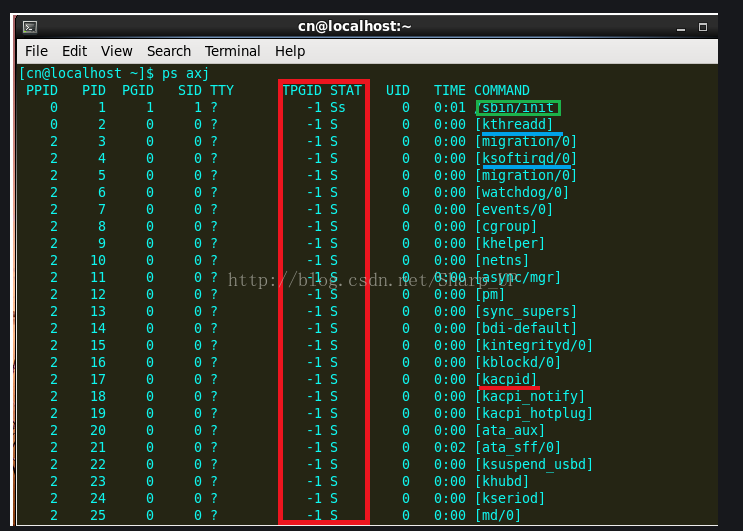 cn@localhost:~
File Edit View Search Terminal Help
[cn@localhost ~]$ ps axj
PPID PID PGID SID TTY TPGID STAT UID TIME COMMAND
0 1 1 1 ? -1 Ss 0 0:01 /sbin/init
0 2 0 0 ? -1 S 0 0:00 [kthreadd]
2 3 0 0 ? -1 S 0 0:00 [migration/0]
2 4 0 0 ? -1 S 0 0:00 [ksoftirqd/0]
2 5 0 0 ? -1 S 0 0:00 [migration/0]
2 6 0 0 ? -1 S 0 0:00 [watchdog/0]
2 7 0 0 ? -1 S 0 0:00 [events/0]
2 8 0 0 ? -1 S 0 0:00 [cgroup]
2 9 0 0 ? -1 S 0 0:00 [khelper]
2 10 0 0 ? -1 S 0 0:00 [netns]
2 11 0 0 ? -1 S 0 0:00 [async/mgr]
http://blog.csdn.net/Sharp_UP
2 12 0 0 ? -1 S 0 0:00 [pm]
2 13 0 0 ? -1 S 0 0:00 [sync_supers]
2 14 0 0 ? -1 S 0 0:00 [bdi-default]
2 15 0 0 ? -1 S 0 0:00 [kintegrityd/0]
2 16 0 0 ? -1 S 0 0:00 [kblockd/0]
2 17 0 0 ? -1 S 0 0:00 [kacpid]
2 18 0 0 ? -1 S 0 0:00 [kacpi_notify]
2 19 0 0 ? -1 S 0 0:00 [kacpi_hotplug]
2 20 0 0 ? -1 S 0 0:00 [ata_aux]
2 21 0 0 ? -1 S 0 0:02 [ata_sff/0]
2 22 0 0 ? -1 S 0 0:00 [ksuspend_usbd]
2 23 0 0 ? -1 S 0 0:00 [khubd]
2 24 0 0 ? -1 S 0 0:00 [kseriod]
2 25 0 0 ? -1 S 0 0:00 [md/0]